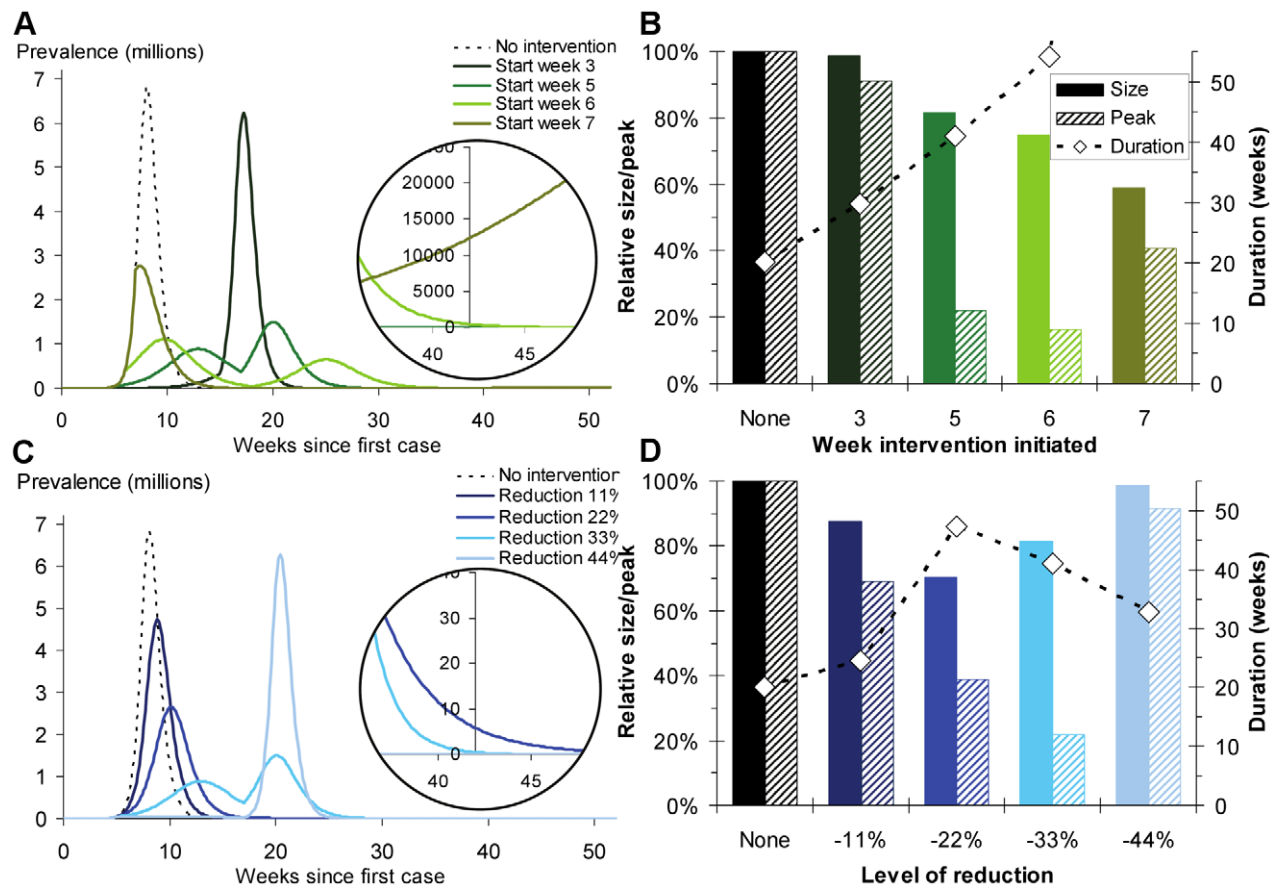 A
Prevalence (millions)
No intervention
Start week 3
Start week 5
Start week 6
Start week 7
7
6
5
4
3
2
1
0
20000
15000
10000
5000
0
40 45
0 10 20 30 40 50
Weeks since first case
B
Relative size/peak
100%
80%
60%
40%
20%
0%
Size
Peak
Duration
50
40
30
20
10
0
Duration (weeks)
None 3 5 6 7
Week intervention initiated
C
Prevalence (millions)
No intervention
Reduction 11%
Reduction 22%
Reduction 33%
Reduction 44%
7
6
5
4
3
2
1
0
30
20
10
0
40 45
0 10 20 30 40 50
Weeks since first case
D
Relative size/peak
100%
80%
60%
40%
20%
0%
50
40
30
20
10
0
Duration (weeks)
None -11% -22% -33% -44%
Level of reduction